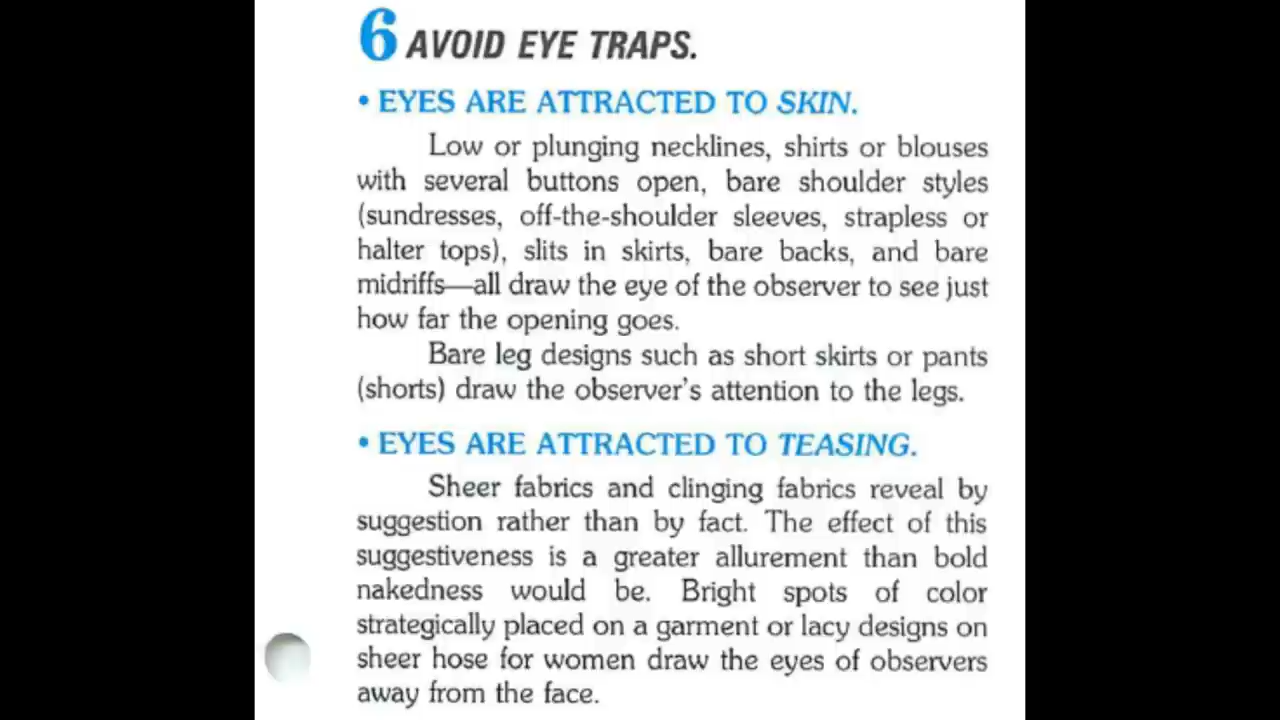 6 AVOID EYE TRAPS.
• EYES ARE ATTRACTED TO SKIN.
Low or plunging necklines, shirts or blouses
with several buttons open, bare shoulder styles
(sundresses, off-the-shoulder sleeves, strapless or
halter tops), slits in skirts, bare backs, and bare
midriffs—all draw the eye of the observer to see just
how far the opening goes.
Bare leg designs such as short skirts or pants
(shorts) draw the observer's attention to the legs.
• EYES ARE ATTRACTED TO TEASING.
Sheer fabrics and clinging fabrics reveal by
suggestion rather than by fact. The effect of this
suggestiveness is a greater allurement than bold
nakedness would be. Bright spots of color
strategically placed on a garment or lacy designs on
sheer hose for women draw the eyes of observers
away from the face.